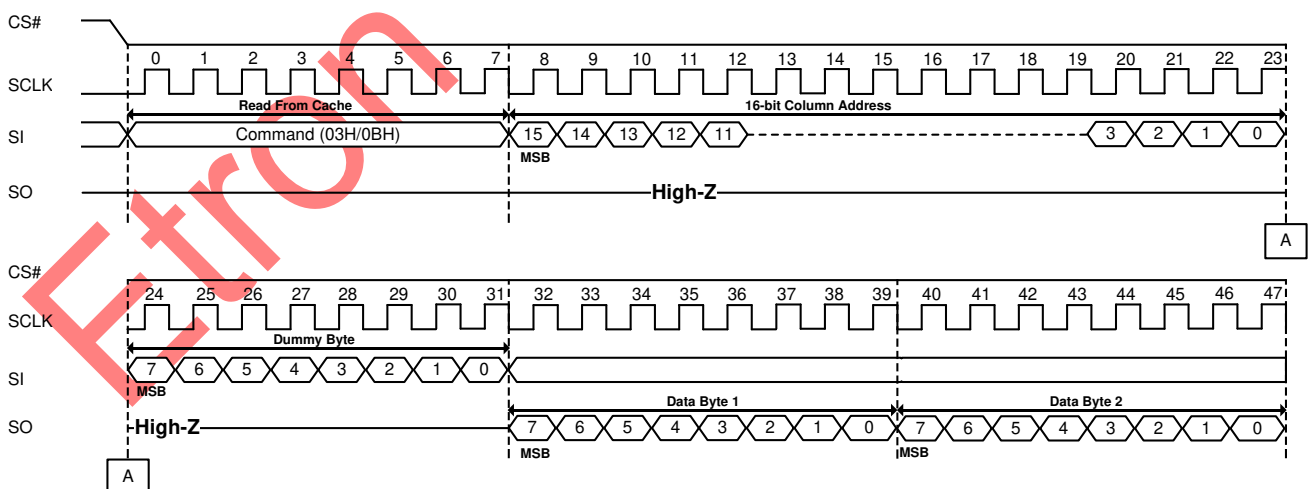 CS#
0 1 2 3 4 5 6 7 8 9 10 11 12 13 14 15 16 17 18 19 20 21 22 23
SCLK
Read From Cache 16-bit Column Address
SI Command (03H/0BH) 15 14 13 12 11 3 2 1 0
MSB
SO High-Z
A
CS#
24 25 26 27 28 29 30 31 32 33 34 35 36 37 38 39 40 41 42 43 44 45 46 47
SCLK
Dummy Byte
SI 7 6 5 4 3 2 1 0
MSB
Data Byte 1 Data Byte 2
SO High-Z 7 6 5 4 3 2 1 0 7 6 5 4 3 2 1 0
MSB MSB
A
Etron